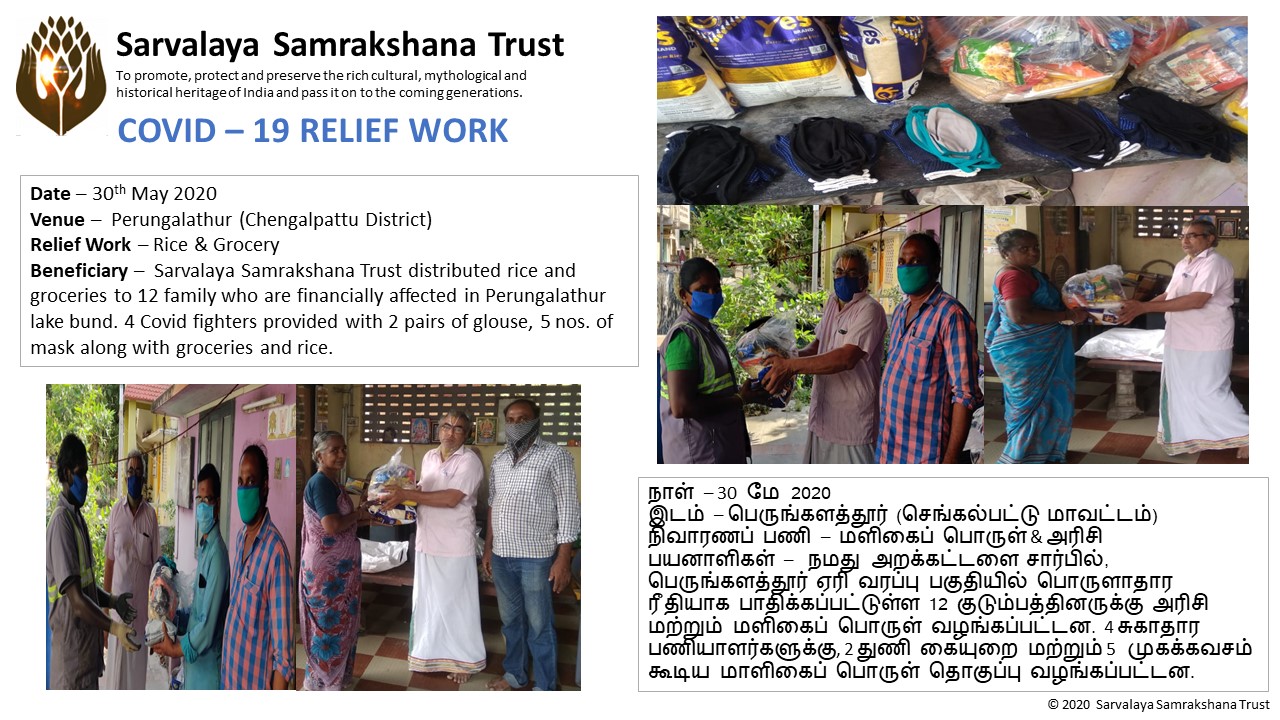 Sarvalaya Samrakshana Trust
To promote, protect and preserve the rich cultural, mythological and
historical heritage of India and pass it on to the coming generations.
COVID – 19 RELIEF WORK
Date – 30th May 2020
Venue – Perungalathur (Chengalpattu District)
Relief Work – Rice & Grocery
Beneficiary – Sarvalaya Samrakshana Trust distributed rice and
groceries to 12 family who are financially affected in Perungalathur
lake bund. 4 Covid fighters provided with 2 pairs of glouse, 5 nos. of
mask along with groceries and rice.
Yes
BRAND
Yes
BRAND
நாள் – 30 மே 2020
இடம் – பெருங்களத்தூர் (செங்கல்பட்டு மாவட்டம்)
நிவாரணப் பணி – மளிகைப் பொருள் & அரிசி
பயனாளிகள் – நமது அறக்கட்டளை சார்பில்,
பெருங்களத்தூர் ஏரி வரப்பு பகுதியில் பொருளாதார
ரீதியாக பாதிக்கப்பட்டுள்ள 12 குடும்பத்தினருக்கு அரிசி
மற்றும் மளிகைப் பொருள் வழங்கப்பட்டன. 4 சுகாதார
பணியாளர்களுக்கு, 2 துணி கையுறை மற்றும் 5 முகக்கவசம்
கூடிய மாளிகைப் பொருள் தொகுப்பு வழங்கப்பட்டன.
© 2020 Sarvalaya Samrakshana Trust